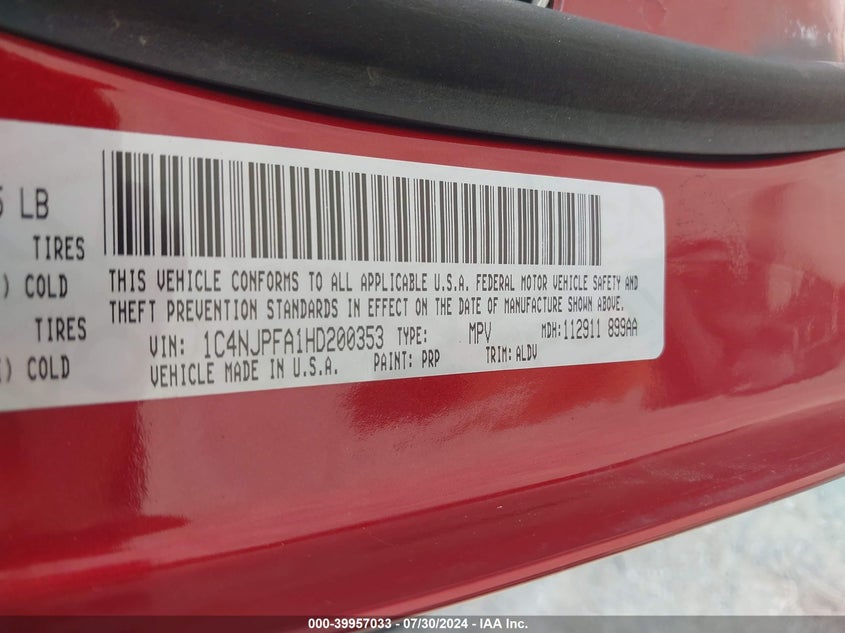 5 LB
TIRES
) COLD
TIRES
) COLD
THIS VEHICLE CONFORMS TO ALL APPLICABLE U.S.A. FEDERAL MOTOR VEHICLE SAFETY AND
THEFT PREVENTION STANDARDS IN EFFECT ON THE DATE OF MANUFACTURE SHOWN ABOVE.
VIN: 1C4NJPFA1HD200353 TYPE: MPV MDH:112911 899AA
VEHICLE MADE IN U.S.A. PAINT: PRP TRIM: ALDV
000-39957033 - 07/30/2024 - IAA Inc.